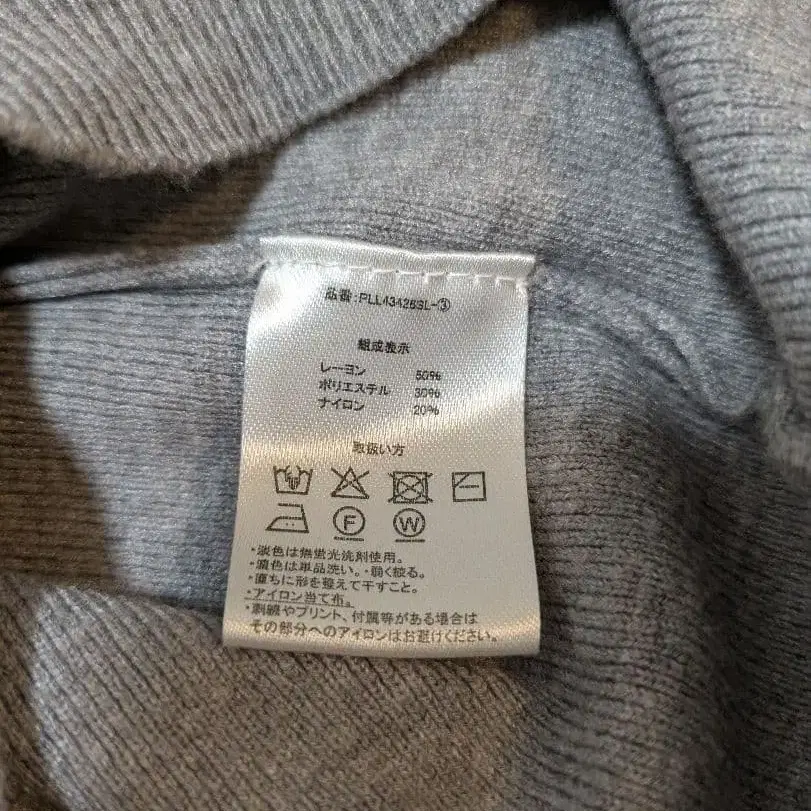 品番:PLL43426SL-③
組成表示
レーヨン 50%
ポリエステル 30%
ナイロン 20%
取扱い方
F W
・淡色は無蛍光洗剤使用。
・濃色は単品洗い。・弱く絞る。
・直ちに形を整えて干すこと。
・アイロン当て布。
・刺繍やプリント、付属等がある場合は
その部分へのアイロンはお避けください。